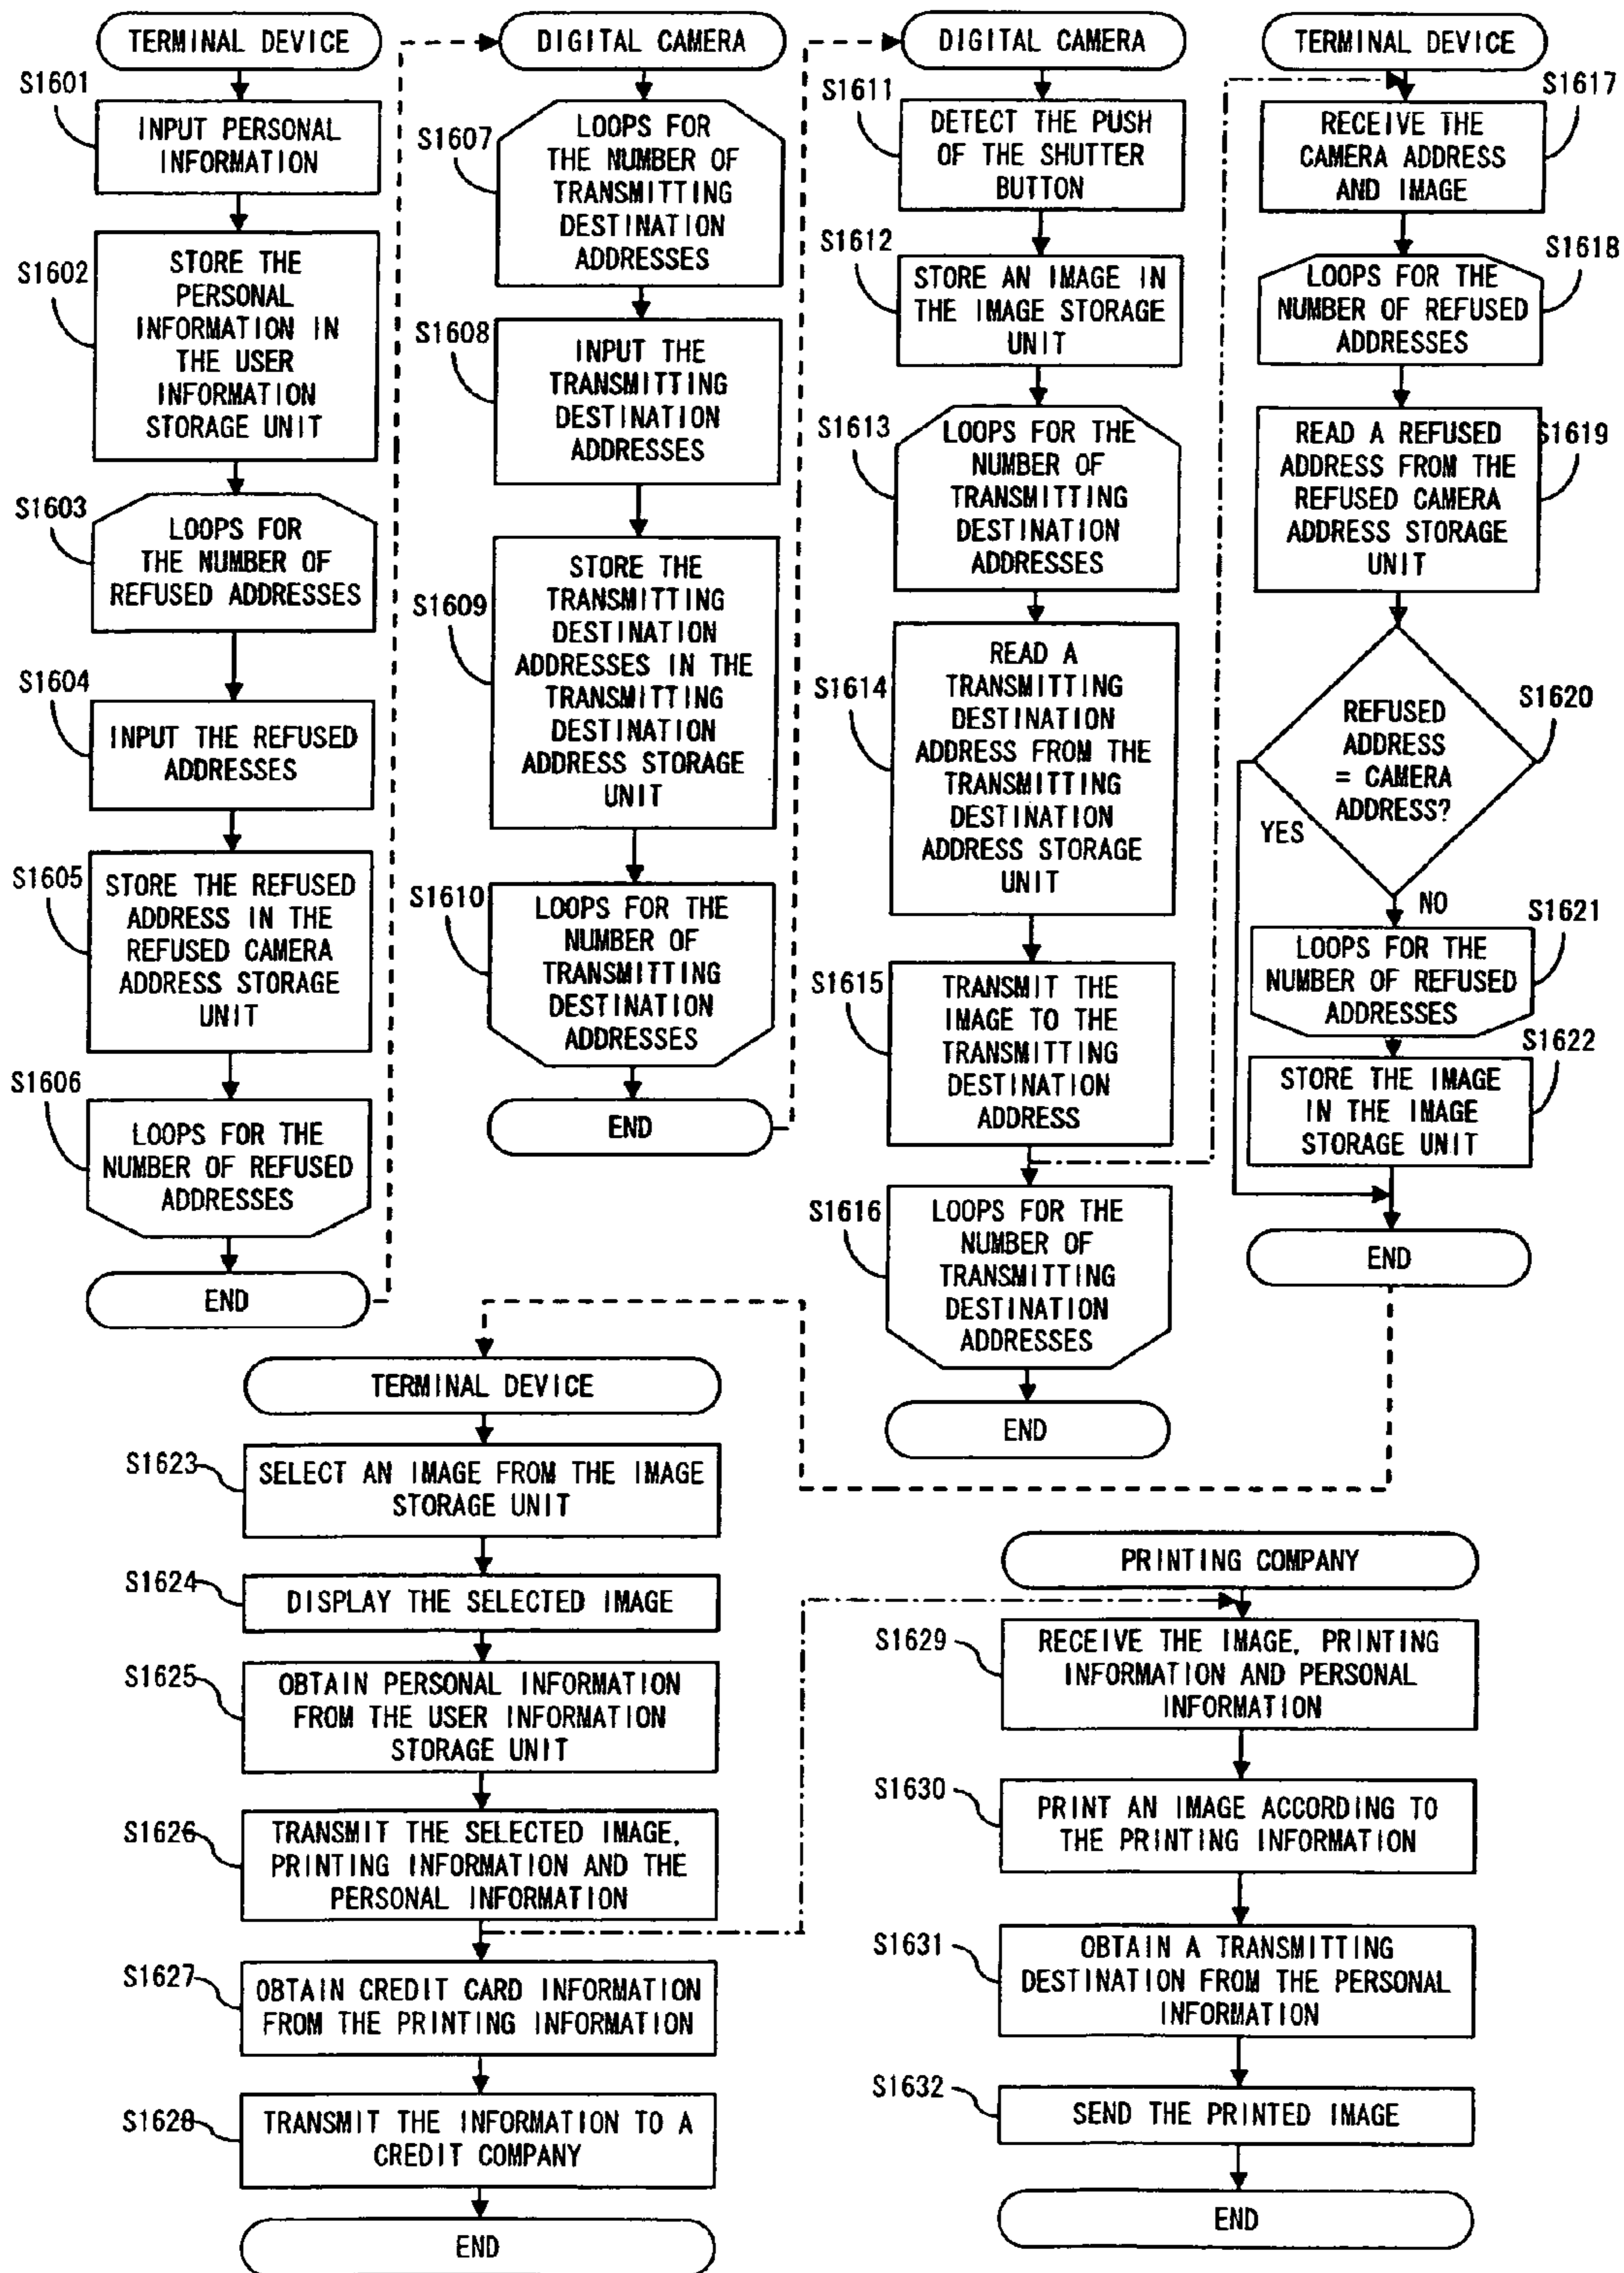 TERMINAL DEVICE
S1601
INPUT PERSONAL
INFORMATION
S1602
STORE THE
PERSONAL
INFORMATION IN
THE USER
INFORMATION
STORAGE UNIT
S1603
LOOPS FOR
THE NUMBER OF
REFUSED ADDRESSES
S1604
INPUT THE REFUSED
ADDRESSES
S1605
STORE THE REFUSED
ADDRESS IN THE
REFUSED CAMERA
ADDRESS STORAGE
UNIT
S1606
LOOPS FOR THE
NUMBER OF REFUSED
ADDRESSES
END
DIGITAL CAMERA
S1607
LOOPS FOR
THE NUMBER OF
TRANSMITTING
DESTINATION
ADDRESSES
S1608
INPUT THE
TRANSMITTING
DESTINATION
ADDRESSES
S1609
STORE THE
TRANSMITTING
DESTINATION
ADDRESSES IN THE
TRANSMITTING
DESTINATION
ADDRESS STORAGE
UNIT
S1610
LOOPS FOR THE
NUMBER OF
TRANSMITTING
DESTINATION
ADDRESSES
END
DIGITAL CAMERA
S1611
DETECT THE PUSH
OF THE SHUTTER
BUTTON
S1612
STORE AN IMAGE IN
THE IMAGE STORAGE
UNIT
S1613
LOOPS FOR THE
NUMBER OF
TRANSMITTING
DESTINATION
ADDRESSES
S1614
READ A
TRANSMITTING
DESTINATION
ADDRESS FROM THE
TRANSMITTING
DESTINATION
ADDRESS STORAGE
UNIT
S1615
TRANSMIT THE
IMAGE TO THE
TRANSMITTING
DESTINATION
ADDRESS
S1616
LOOPS FOR THE
NUMBER OF
TRANSMITTING
DESTINATION
ADDRESSES
END
TERMINAL DEVICE
S1617
RECEIVE THE
CAMERA ADDRESS
AND IMAGE
S1618
LOOPS FOR THE
NUMBER OF REFUSED
ADDRESSES
S1619
READ A REFUSED
ADDRESS FROM THE
REFUSED CAMERA
ADDRESS STORAGE
UNIT
S1620
REFUSED
ADDRESS
= CAMERA
ADDRESS?
YES
NO
S1621
LOOPS FOR THE
NUMBER OF REFUSED
ADDRESSES
S1622
STORE THE IMAGE
IN THE IMAGE
STORAGE UNIT
END
TERMINAL DEVICE
S1623
SELECT AN IMAGE FROM THE IMAGE
STORAGE UNIT
S1624
DISPLAY THE SELECTED IMAGE
S1625
OBTAIN PERSONAL INFORMATION
FROM THE USER INFORMATION
STORAGE UNIT
S1626
TRANSMIT THE SELECTED IMAGE,
PRINTING INFORMATION AND THE
PERSONAL INFORMATION
S1627
OBTAIN CREDIT CARD INFORMATION
FROM THE PRINTING INFORMATION
S1628
TRANSMIT THE INFORMATION TO A
CREDIT COMPANY
END
PRINTING COMPANY
S1629
RECEIVE THE IMAGE, PRINTING
INFORMATION AND PERSONAL
INFORMATION
S1630
PRINT AN IMAGE ACCORDING TO
THE PRINTING INFORMATION
S1631
OBTAIN A TRANSMITTING
DESTINATION FROM THE PERSONAL
INFORMATION
S1632
SEND THE PRINTED IMAGE
END